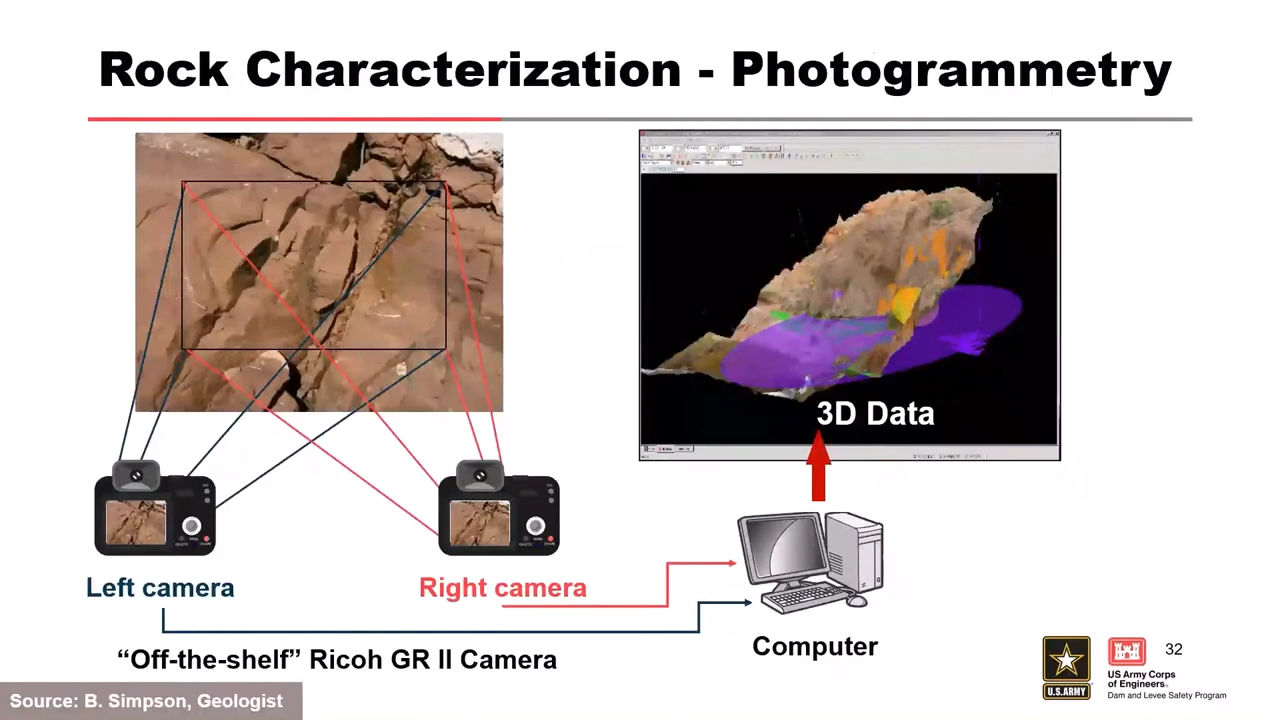 Rock Characterization - Photogrammetry
3D Data
Left camera
Right camera
Computer
“Off-the-shelf” Ricoh GR II Camera
Source: B. Simpson, Geologist
U.S.ARMY
US Army Corps
of Engineers®
Dam and Levee Safety Program
32